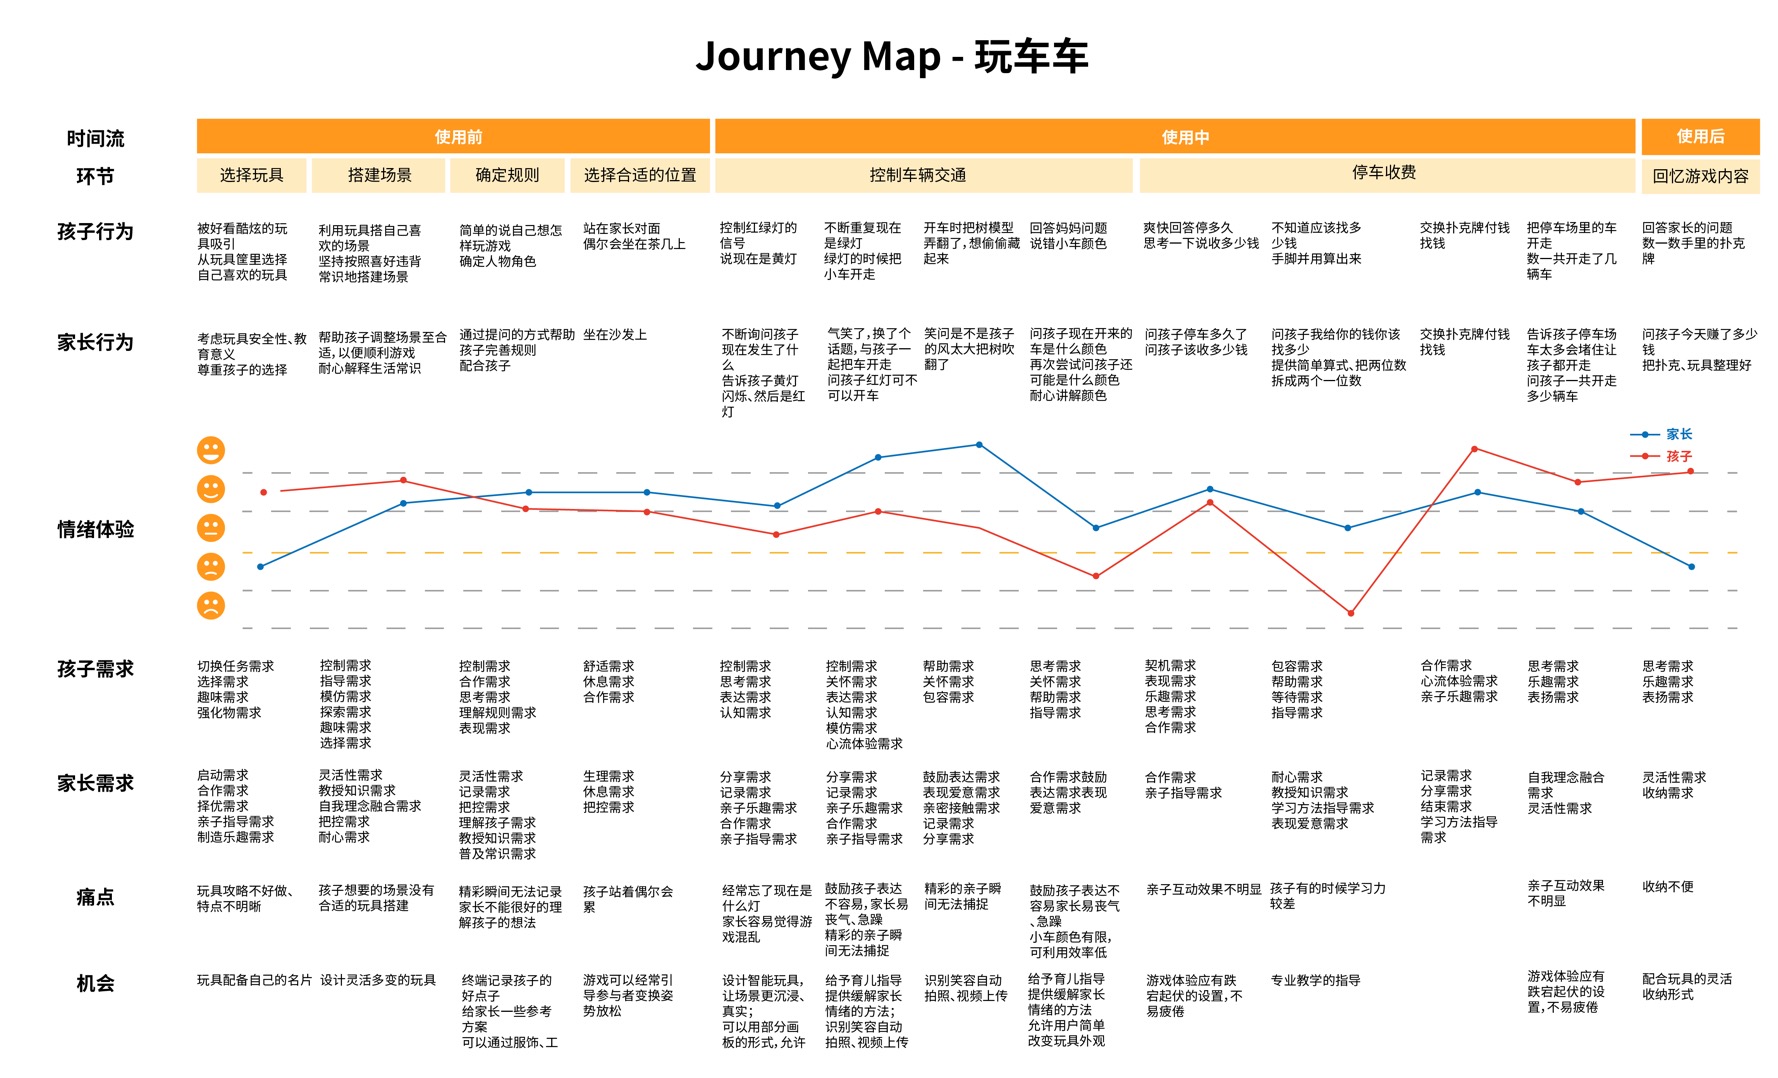 Journey Map - 玩车车
时间流
使用前
使用中
使用后
环节
选择玩具
搭建场景
确定规则
选择合适的位置
控制车辆交通
停车收费
回忆游戏内容
孩子行为
被好看酷炫的玩
具吸引
从玩具筐里选择
自己喜欢的玩具
利用玩具搭自己喜
欢的场景
坚持按照喜好违背
常识地搭建场景
简单的说自己想怎
样玩游戏
确定人物角色
站在家长对面
偶尔会坐在茶几上
控制红绿灯的
信号
说现在是黄灯
不断重复现在
是绿灯
绿灯的时候把
小车开走
开车时把树模型
弄翻了,想偷偷藏
起来
回答妈妈问题
说错小车颜色
爽快回答停多久
思考一下说收多少钱
不知道应该找多
少钱
手脚并用算出来
交换扑克牌付钱
找钱
把停车场里的车
开走
数一共开走了几
辆车
回答家长的问题
数一数手里的扑克
牌
家长行为
考虑玩具安全性、教
育意义
尊重孩子的选择
帮助孩子调整场景至合
适,以便顺利游戏
耐心解释生活常识
通过提问的方式帮助
孩子完善规则
配合孩子
坐在沙发上
不断询问孩子
现在发生了什
么
告诉孩子黄灯
闪烁、然后是红
灯
气笑了,换了个
话题,与孩子一
起把车开走
问孩子红灯可不
可以开车
笑问是不是孩子
的风太大把树吹
翻了
问孩子现在开来的
车是什么颜色
再次尝试问孩子还
可能是什么颜色
耐心讲解颜色
问孩子停车多久了
问孩子该收多少钱
问孩子我给你的钱你该
找多少
提供简单算式、把两位数
拆成两个一位数
交换扑克牌付钱
找钱
告诉孩子停车场
车太多会堵住让
孩子都开走
问孩子一共开走
多少辆车
问孩子今天赚了多少
钱
把扑克、玩具整理好
情绪体验
家长
孩子
孩子需求
切换任务需求
选择需求
趣味需求
强化物需求
控制需求
指导需求
模仿需求
探索需求
趣味需求
选择需求
控制需求
合作需求
思考需求
理解规则需求
表现需求
舒适需求
休息需求
合作需求
控制需求
思考需求
表达需求
认知需求
控制需求
关怀需求
表达需求
认知需求
模仿需求
心流体验需求
帮助需求
关怀需求
包容需求
思考需求
关怀需求
帮助需求
指导需求
契机需求
表现需求
乐趣需求
思考需求
合作需求
包容需求
帮助需求
等待需求
指导需求
合作需求
心流体验需求
亲子乐趣需求
思考需求
乐趣需求
表扬需求
思考需求
乐趣需求
表扬需求
家长需求
启动需求
合作需求
择优需求
亲子指导需求
制造乐趣需求
灵活性需求
教授知识需求
自我理念融合需求
把控需求
耐心需求
灵活性需求
记录需求
把控需求
理解孩子需求
教授知识需求
普及常识需求
生理需求
休息需求
把控需求
分享需求
记录需求
亲子乐趣需求
合作需求
亲子指导需求
分享需求
记录需求
亲子乐趣需求
合作需求
亲子指导需求
鼓励表达需求
表现爱意需求
亲密接触需求
记录需求
分享需求
合作需求鼓励
表达需求表现
爱意需求
合作需求
亲子指导需求
耐心需求
教授知识需求
学习方法指导需求
表现爱意需求
记录需求
分享需求
结束需求
学习方法指导
需求
自我理念融合
需求
灵活性需求
灵活性需求
收纳需求
痛点
玩具攻略不好做、
特点不明晰
孩子想要的场景没有
合适的玩具搭建
精彩瞬间无法记录
家长不能很好的理
解孩子的想法
孩子站着偶尔会
累
经常忘了现在是
什么灯
家长容易觉得游
戏混乱
鼓励孩子表达
不容易,家长易
丧气、急躁
精彩的亲子瞬
间无法捕捉
精彩的亲子瞬
间无法捕捉
鼓励孩子表达不
容易家长易丧气
、急躁
小车颜色有限,
可利用效率低
亲子互动效果不明显
孩子有的时候学习力
较差
亲子互动效果
不明显
收纳不便
机会
玩具配备自己的名片
设计灵活多变的玩具
终端记录孩子的
好点子
给家长一些参考
方案
可以通过服饰、工
游戏可以经常引
导参与者变换姿
势放松
设计智能玩具,
让场景更沉浸、
真实;
可以用部分画
板的形式,允许
给予育儿指导
提供缓解家长
情绪的方法;
识别笑容自动
拍照、视频上传
识别笑容自动
拍照、视频上传
给予育儿指导
提供缓解家长
情绪的方法
允许用户简单
改变玩具外观
游戏体验应有跌
宕起伏的设置,不
易疲倦
专业教学的指导
游戏体验应有
跌宕起伏的设
置,不易疲倦
配合玩具的灵活
收纳形式